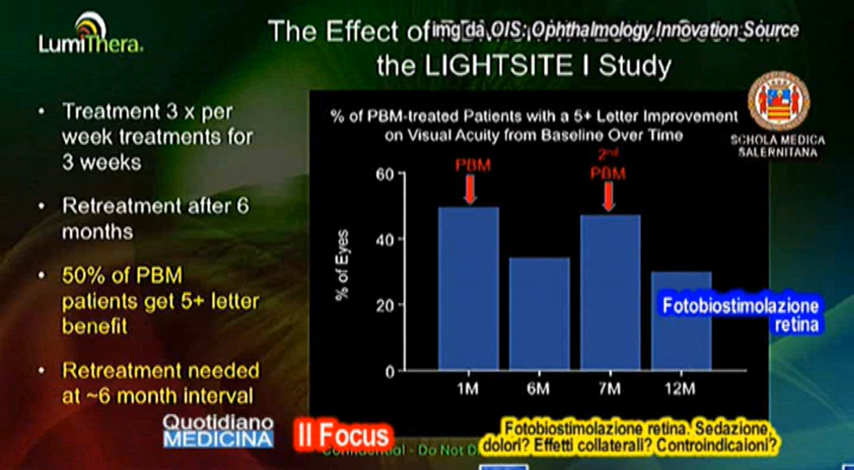 LumiThera.
The Effect of
img da OIS: Ophthalmology Innovation Source
the LIGHTSITE I Study
SCHOLA MEDICA
SALERNITANA
• Treatment 3 x per
week treatments for
3 weeks
• Retreatment after 6
months
• 50% of PBM
patients get 5+ letter
benefit
• Retreatment needed
at ~6 month interval
% of PBM-treated Patients with a 5+ Letter Improvement
on Visual Acuity from Baseline Over Time
PBM
2nd
PBM
% of Eyes
60
40
20
0
1M 6M 7M 12M
Fotobiostimolazione
retina
Quotidiano
MEDICINA
Il Focus
Fotobiostimolazione retina. Sedazione,
dolori? Effetti collaterali? Controindicaioni?
- Do Not